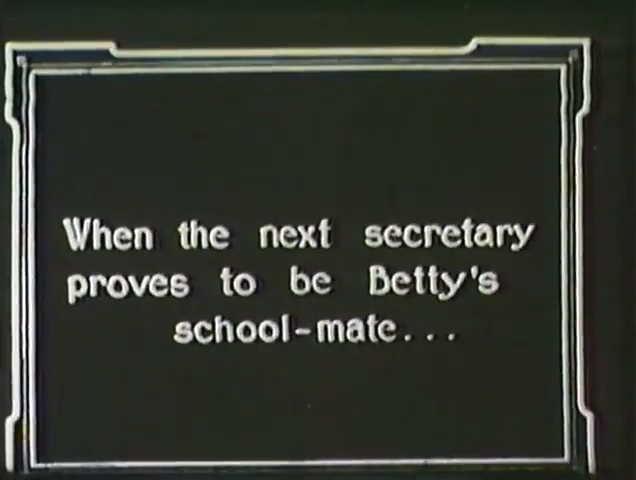 When the next secretary
proves to be Betty's
school-mate...